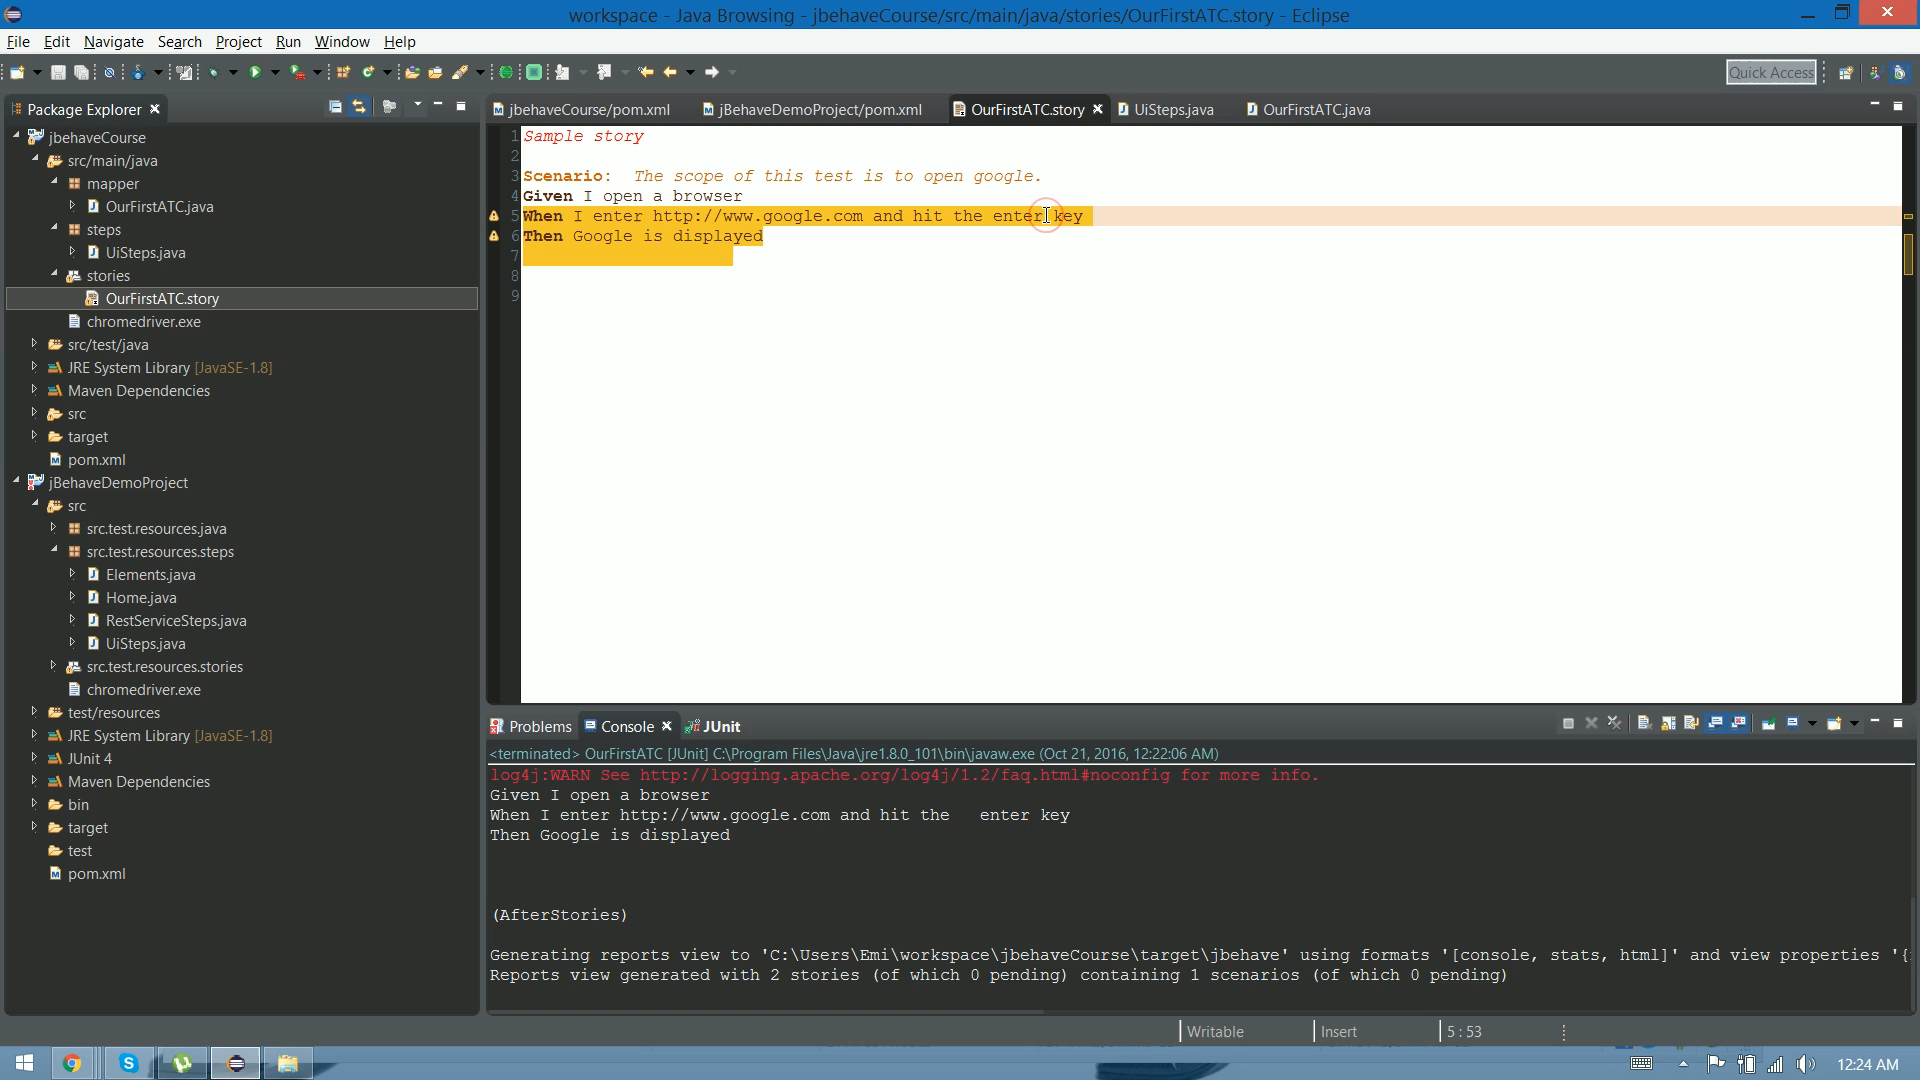 workspace - Java Browsing - jbehaveCourse/src/main/java/stories/OurFirstATC.story - Eclipse
File Edit Navigate Search Project Run Window Help
Quick Access
Package Explorer
jbehaveCourse
src/main/java
mapper
OurFirstATC.java
steps
UiSteps.java
stories
OurFirstATC.story
chromedriver.exe
src/test/java
JRE System Library [JavaSE-1.8]
Maven Dependencies
src
target
pom.xml
jBehaveDemoProject
src
src.test.resources.java
src.test.resources.steps
Elements.java
Home.java
RestServiceSteps.java
UiSteps.java
src.test.resources.stories
chromedriver.exe
test/resources
JRE System Library [JavaSE-1.8]
JUnit 4
Maven Dependencies
bin
target
test
pom.xml
jbehaveCourse/pom.xml jBehaveDemoProject/pom.xml OurFirstATC.story UiSteps.java OurFirstATC.java
1 Sample story
2
3 Scenario: The scope of this test is to open google.
4 Given I open a browser
5 When I enter http://www.google.com and hit the enter key
6 Then Google is displayed
7
8
9
Problems Console JUnit
<terminated> OurFirstATC [JUnit] C:\Program Files\Java\jre1.8.0_101\bin\javaw.exe (Oct 21, 2016, 12:22:06 AM)
log4j:WARN See http://logging.apache.org/log4j/1.2/faq.html#noconfig for more info.
Given I open a browser
When I enter http://www.google.com and hit the   enter key
Then Google is displayed
(AfterStories)
Generating reports view to 'C:\Users\Emi\workspace\jbehaveCourse\target\jbehave' using formats '[console, stats, html]' and view properties '{
Reports view generated with 2 stories (of which 0 pending) containing 1 scenarios (of which 0 pending)
Writable Insert 5 : 53
12:24 AM